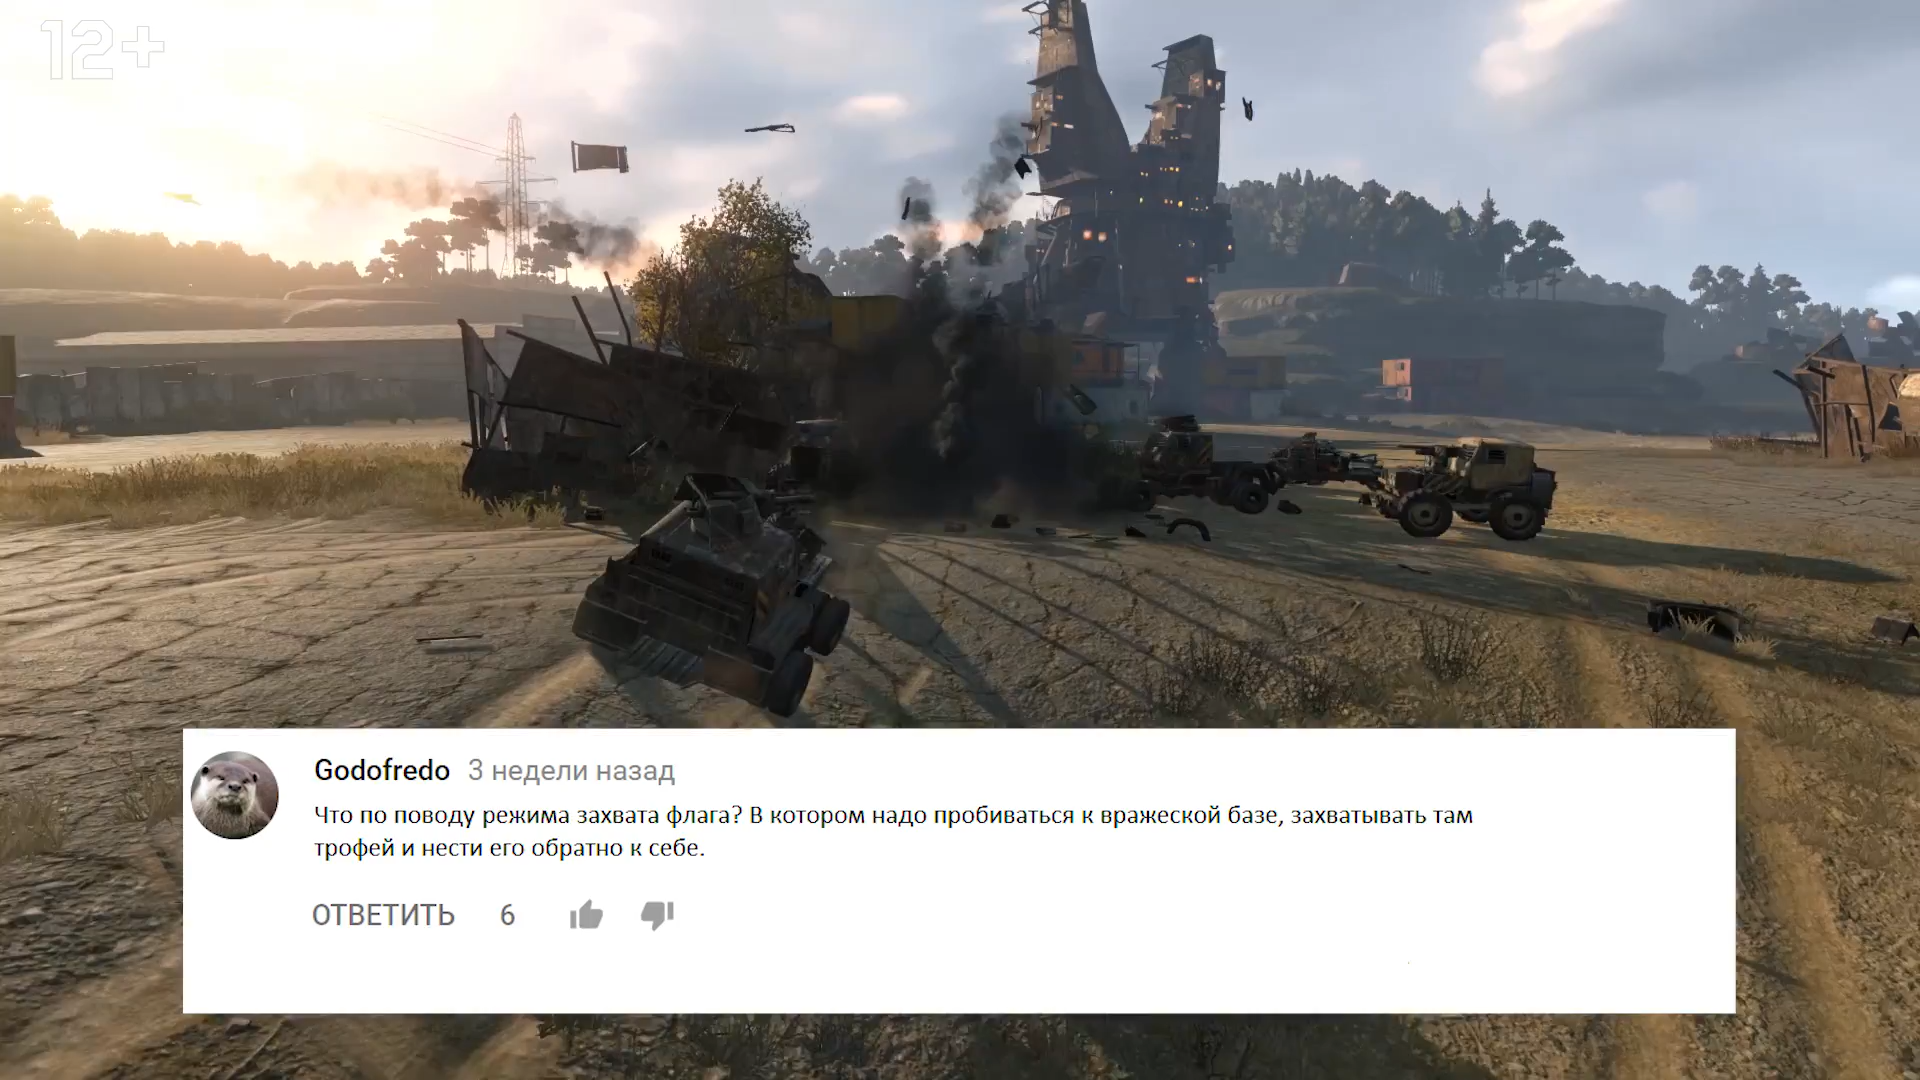 12+
Godofredo 3 недели назад
Что по поводу режима захвата флага? В котором надо пробиваться к вражеской базе, захватывать там
трофей и нести его обратно к себе.
ОТВЕТИТЬ 6